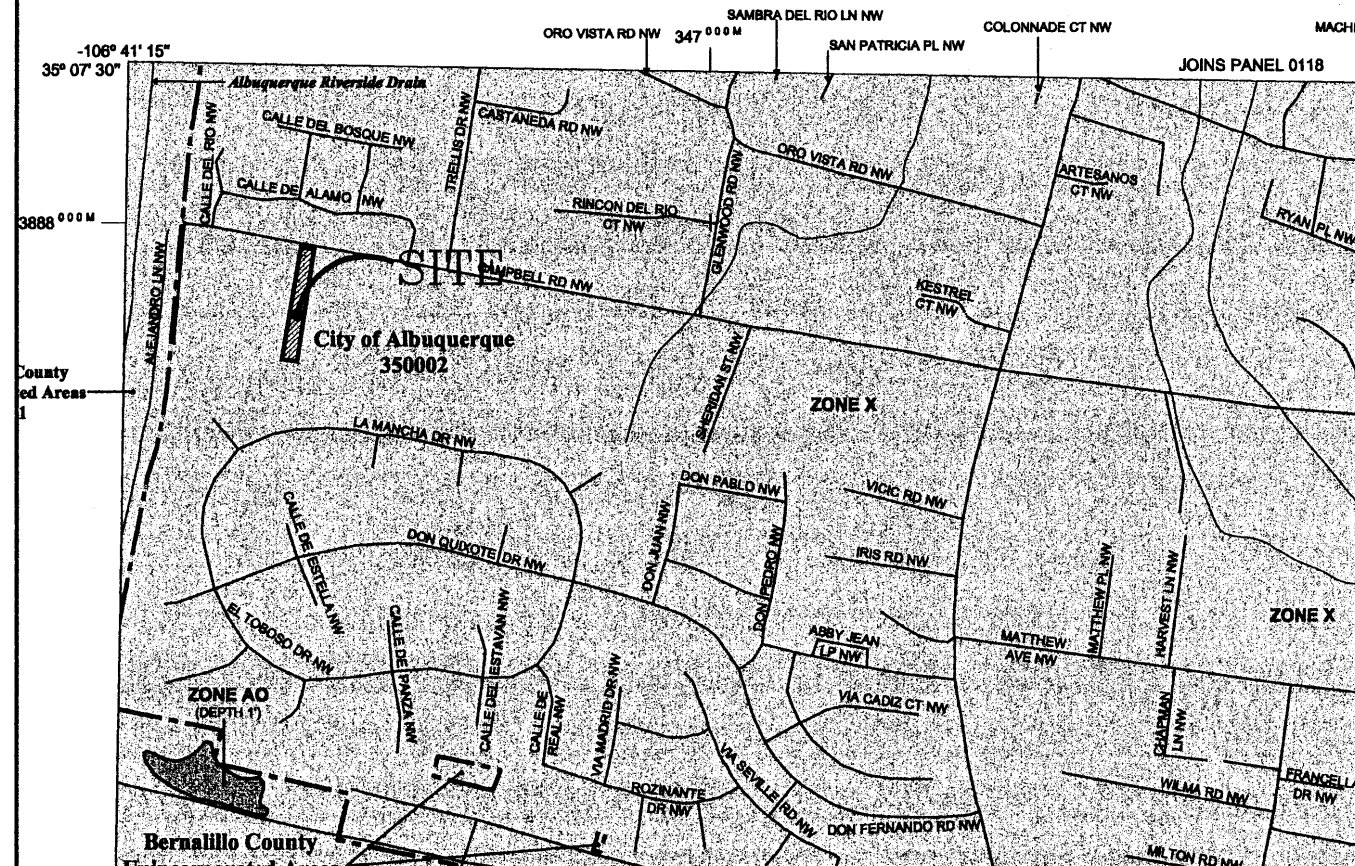 SAMBRA DEL RIO LN NW
ORO VISTA RD NW
347 000 M
COLONNADE CT NW
SAN PATRICIA PL NW
-106° 41' 15"
35° 07' 30"
JOINS PANEL 0118
Albuquerque Riverside Drain
CALLE DEL RIO NW
CALLE DEL BOSQUE NW
TRELLIS DR NW
CASTANEDA RD NW
ORO VISTA RD NW
ARTESANOS
CT NW
CALLE DE ALAMO NW
RINCON DEL RIO
CT NW
GLENWOOD RD NW
RYAN PL NW
3888 000 M
SITE
CAMPBELL RD NW
KESTREL
CT NW
ALEJANDRO LN NW
City of Albuquerque
350002
County
ed Areas
SHERIDAN ST NW
ZONE X
LA MANCHA DR NW
DON PABLO NW
VICIC RD NW
CALLE DE ESTELA NW
DON QUIXOTE DR NW
DON JUAN NW
DON PEDRO NW
IRIS RD NW
MATTHEW PL NW
HARVEST LN NW
ZONE X
EL TOBOSO DR NW
CALLE DE PANZA NW
CALLE DEL ESTAVAN NW
ABBY JEAN
LP NW
MATTHEW
AVE NW
ZONE AO
(DEPTH 1')
CALLE DE
REAL NW
VIA MADRID DR NW
VIA CADIZ CT NW
CHAPMAN
LN NW
VIA SEVILLE RD NW
ROZINANTE
DR NW
WILMA RD NW
FRANCELLA
DR NW
DON FERNANDO RD NW
Bernalillo County
MILTON RD NW